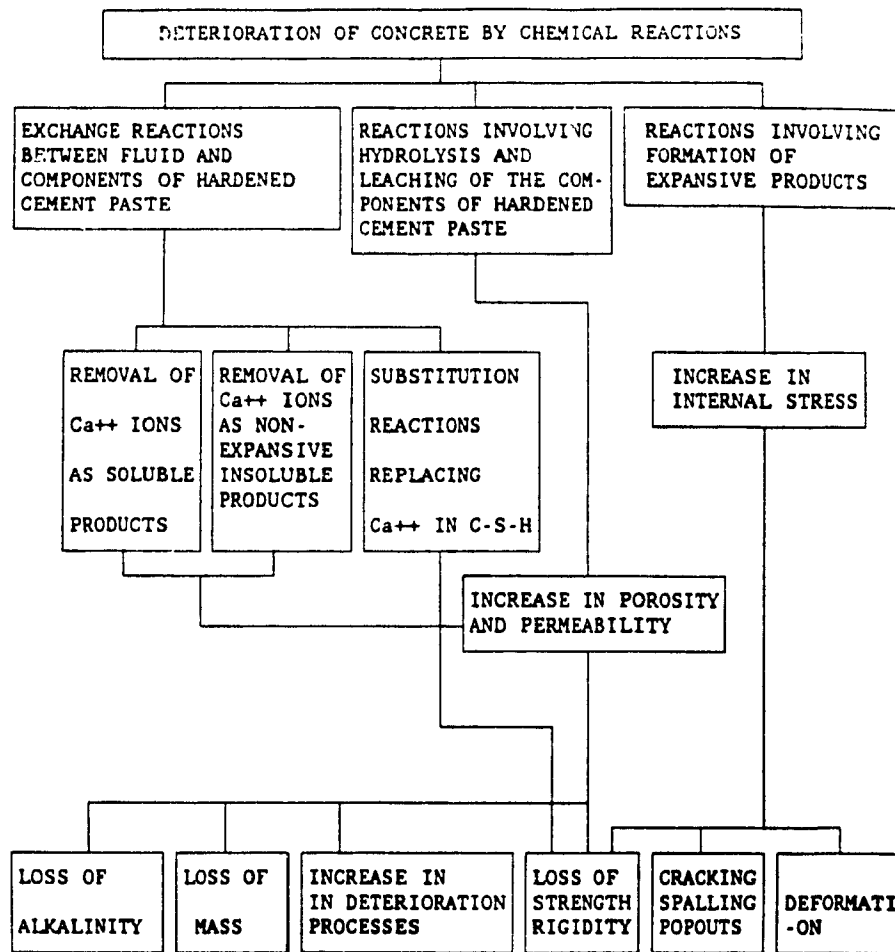 DETERIORATION OF CONCRETE BY CHEMICAL REACTIONS
EXCHANGE REACTIONS
BETWEEN FLUID AND
COMPONENTS OF HARDENED
CEMENT PASTE
REACTIONS INVOLVING
HYDROLYSIS AND
LEACHING OF THE COM-
PONENTS OF HARDENED
CEMENT PASTE
REACTIONS INVOLVING
FORMATION OF
EXPANSIVE PRODUCTS
REMOVAL OF
Ca++ IONS
AS SOLUBLE
PRODUCTS
REMOVAL OF
Ca++ IONS
AS NON-
EXPANSIVE
INSOLUBLE
PRODUCTS
SUBSTITUTION
REACTIONS
REPLACING
Ca++ IN C-S-H
INCREASE IN
INTERNAL STRESS
INCREASE IN POROSITY
AND PERMEABILITY
LOSS OF
ALKALINITY
LOSS OF
MASS
INCREASE IN
IN DETERIORATION
PROCESSES
LOSS OF
STRENGTH
RIGIDITY
CRACKING
SPALLING
POPOUTS
DEFORMATI
-ON